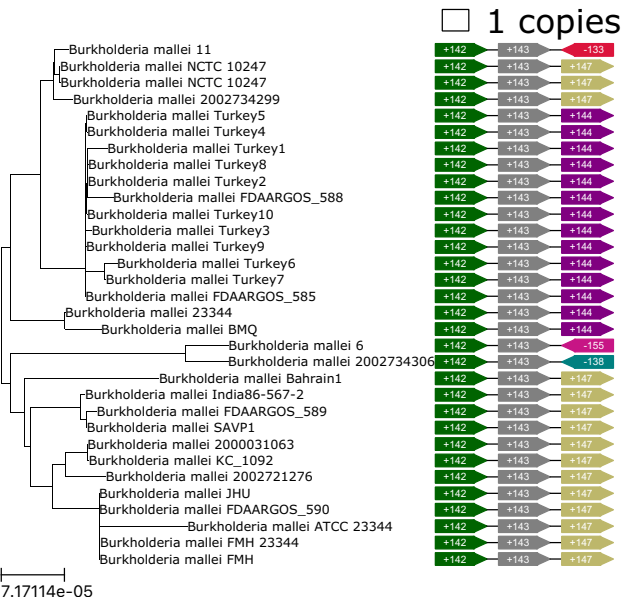 1 copies
Burkholderia mallei 11 +142 +143 -133
Burkholderia mallei NCTC 10247 +142 +143 +147
Burkholderia mallei NCTC 10247 +142 +143 +147
Burkholderia mallei 2002734299 +142 +143 +147
Burkholderia mallei Turkey5 +142 +143 +144
Burkholderia mallei Turkey4 +142 +143 +144
Burkholderia mallei Turkey1 +142 +143 +144
Burkholderia mallei Turkey8 +142 +143 +144
Burkholderia mallei Turkey2 +142 +143 +144
Burkholderia mallei FDAARGOS_588 +142 +143 +144
Burkholderia mallei Turkey10 +142 +143 +144
Burkholderia mallei Turkey3 +142 +143 +144
Burkholderia mallei Turkey9 +142 +143 +144
Burkholderia mallei Turkey6 +142 +143 +144
Burkholderia mallei Turkey7 +142 +143 +144
Burkholderia mallei FDAARGOS_585 +142 +143 +144
Burkholderia mallei 23344 +142 +143 +144
Burkholderia mallei BMQ +142 +143 +144
Burkholderia mallei 6 +142 +143 -155
Burkholderia mallei 2002734306 +142 +143 -138
Burkholderia mallei Bahrain1 +142 +143 +147
Burkholderia mallei India86-567-2 +142 +143 +147
Burkholderia mallei FDAARGOS_589 +142 +143 +147
Burkholderia mallei SAVP1 +142 +143 +147
Burkholderia mallei 2000031063 +142 +143 +147
Burkholderia mallei KC_1092 +142 +143 +147
Burkholderia mallei 2002721276 +142 +143 +147
Burkholderia mallei JHU +142 +143 +147
Burkholderia mallei FDAARGOS_590 +142 +143 +147
Burkholderia mallei ATCC 23344 +142 +143 +147
Burkholderia mallei FMH 23344 +142 +143 +147
Burkholderia mallei FMH +142 +143 +147
7.17114e-05